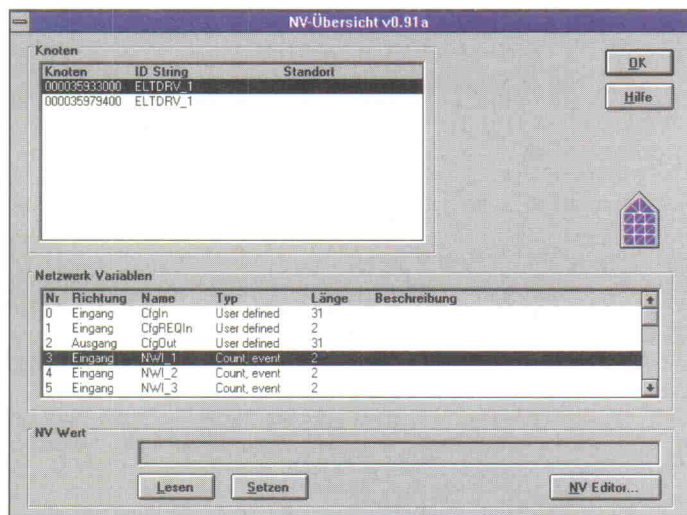 NV-Übersicht v0.91a
Knoten
Knoten ID String Standort
000035933000 ELTDRV_1
000035979400 ELTDRV_1
OK
Hilfe
Netzwerk Variablen
Nr Richtung Name Typ Länge Beschreibung
0 Eingang CfgIn User defined 31
1 Eingang CfgREQIn User defined 2
2 Ausgang CfgOut User defined 31
3 Eingang NWI_1 Count, event 2
4 Eingang NWI_2 Count, event 2
5 Eingang NWI_3 Count, event 2
NV Wert
Lesen Setzen NV Editor...